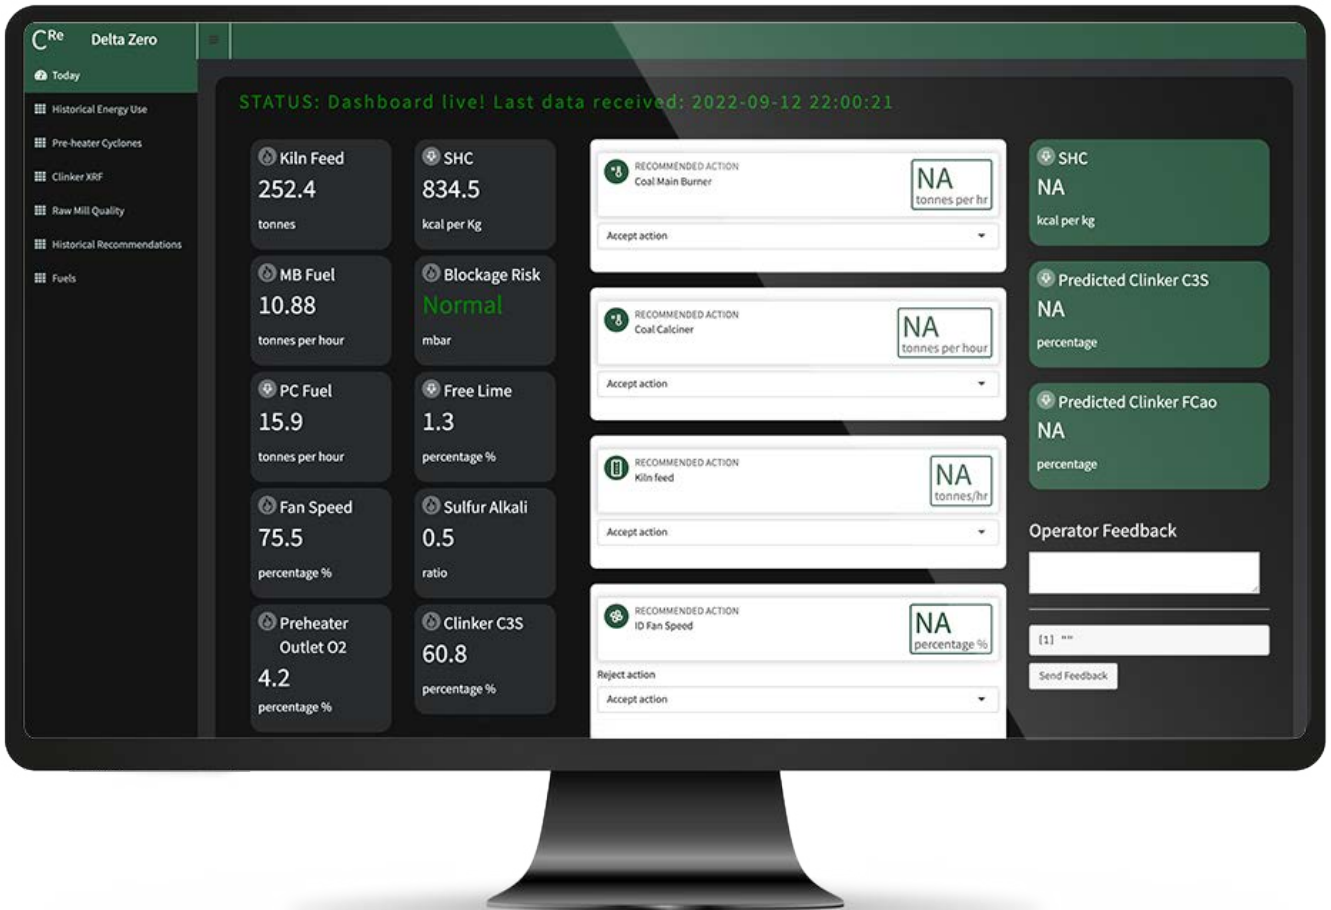 CRe Delta Zero
Today
Historical Energy Use
Pre-heater Cyclones
Clinker XRF
Raw Mill Quality
Historical Recommendations
Fuels
STATUS: Dashboard live! Last data received: 2022-09-12 22:00:21
Kiln Feed
252.4
tonnes
MB Fuel
10.88
tonnes per hour
PC Fuel
15.9
tonnes per hour
Fan Speed
75.5
percentage %
Preheater
Outlet O2
4.2
percentage %
SHC
834.5
kcal per Kg
Blockage Risk
Normal
mbar
Free Lime
1.3
percentage %
Sulfur Alkali
0.5
ratio
Clinker C3S
60.8
percentage %
RECOMMENDED ACTION
Coal Main Burner
NA
tonnes per hr
Accept action
RECOMMENDED ACTION
Coal Calciner
NA
tonnes per hour
Accept action
RECOMMENDED ACTION
Kiln feed
NA
tonnes/hr
Accept action
RECOMMENDED ACTION
ID Fan Speed
NA
percentage %
Reject action
Accept action
SHC
NA
kcal per kg
Predicted Clinker C3S
NA
percentage
Predicted Clinker FCao
NA
percentage
Operator Feedback
[1] ""
Send Feedback